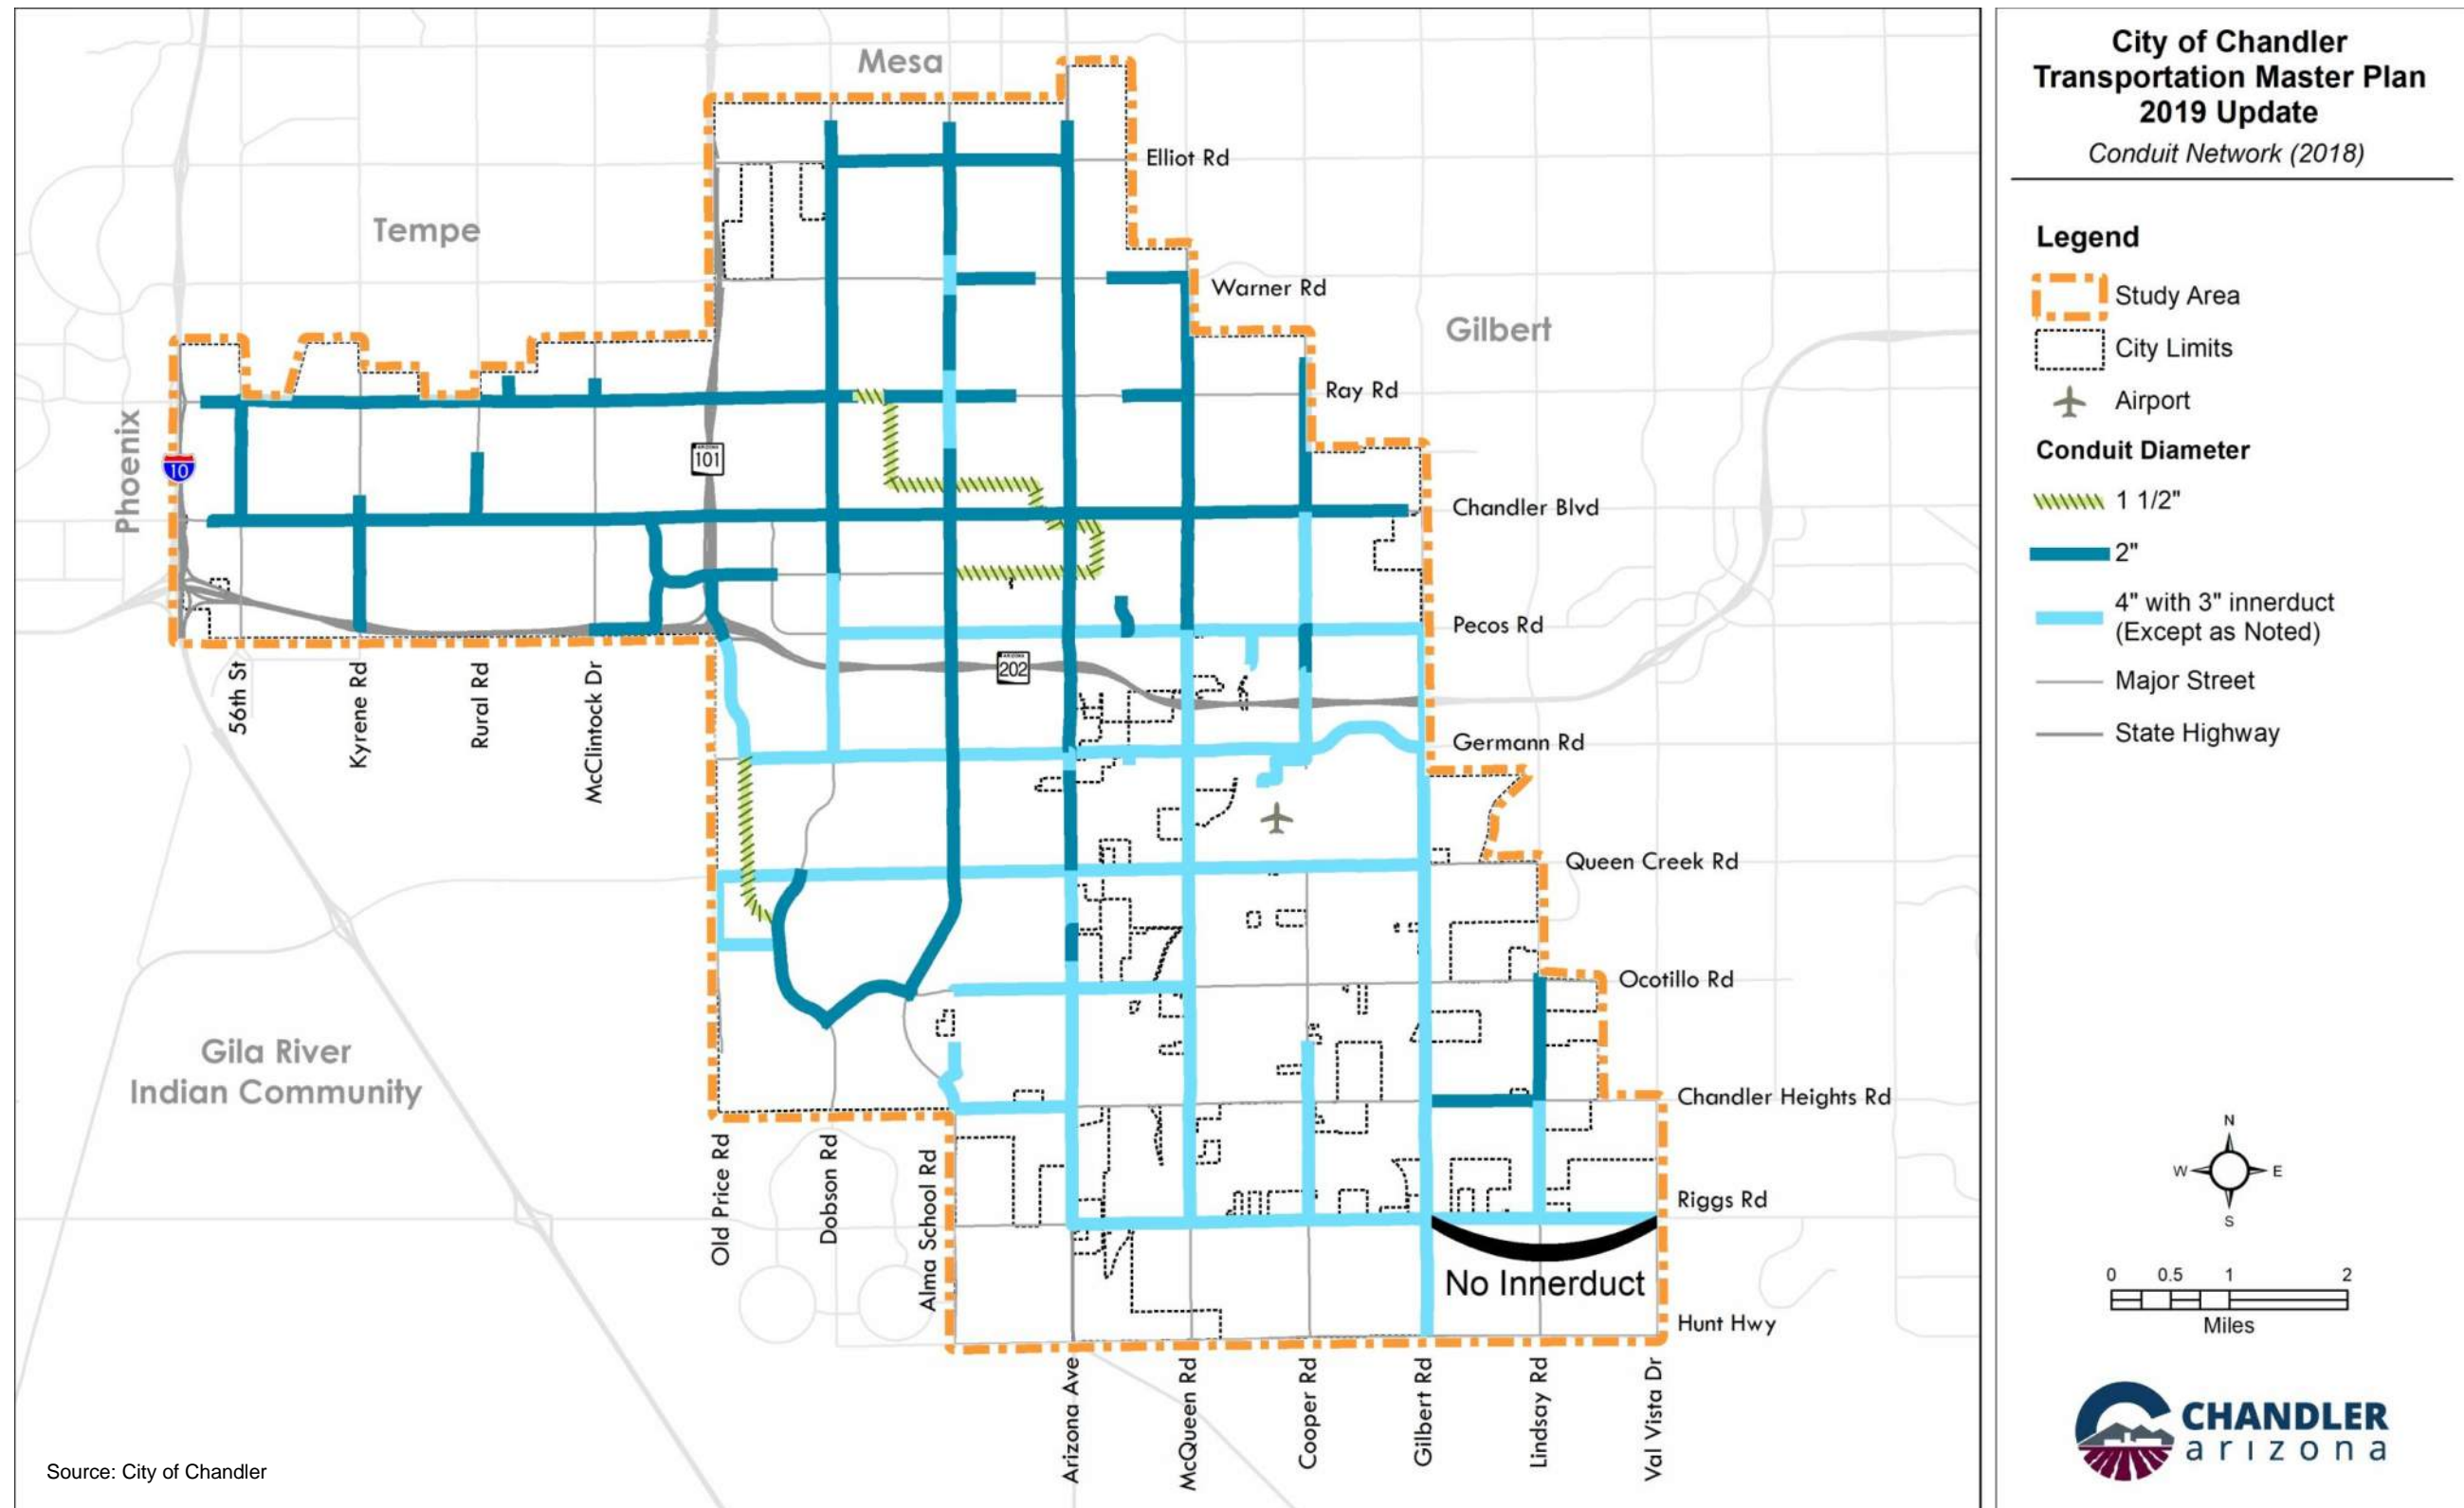 City of Chandler
Transportation Master Plan
2019 Update
Conduit Network (2018)
Legend
Study Area
City Limits
Airport
Conduit Diameter
1 1/2"
2"
4" with 3" innerduct
(Except as Noted)
Major Street
State Highway
N
W
E
S
0 0.5 1 2
Miles
CHANDLER
arizona
Mesa
Tempe
Gilbert
Phoenix
Gila River
Indian Community
Elliot Rd
Warner Rd
Ray Rd
Chandler Blvd
Pecos Rd
Germann Rd
Queen Creek Rd
Ocotillo Rd
Chandler Heights Rd
Riggs Rd
Hunt Hwy
10
ARIZONA
101
ARIZONA
202
56th St
Kyrene Rd
Rural Rd
McClintock Dr
Old Price Rd
Dobson Rd
Alma School Rd
Arizona Ave
McQueen Rd
Cooper Rd
Gilbert Rd
Lindsay Rd
Val Vista Dr
No Innerduct
Source: City of Chandler